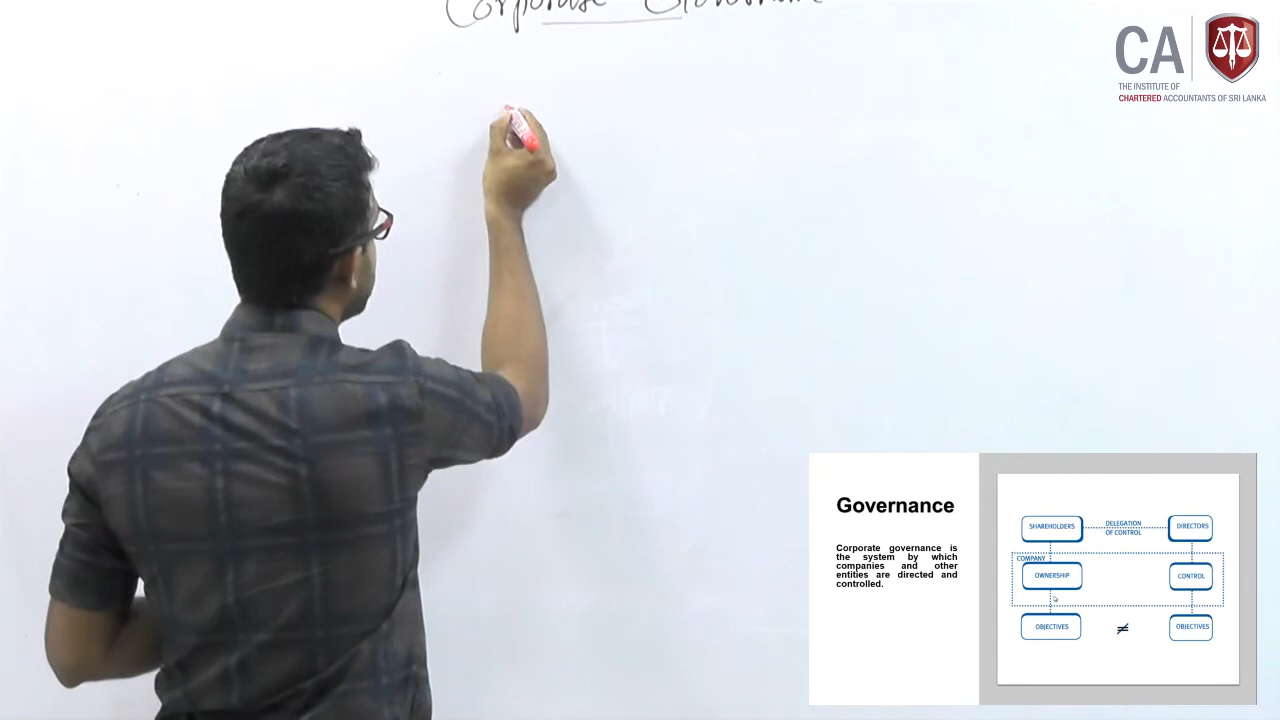 Corporate Governance
CA
THE INSTITUTE OF
CHARTERED ACCOUNTANTS OF SRI LANKA
Governance
Corporate governance is
the system by which
companies and other
entities are directed and
controlled.
SHAREHOLDERS
DELEGATION
OF CONTROL
DIRECTORS
COMPANY
OWNERSHIP
CONTROL
OBJECTIVES
≠
OBJECTIVES